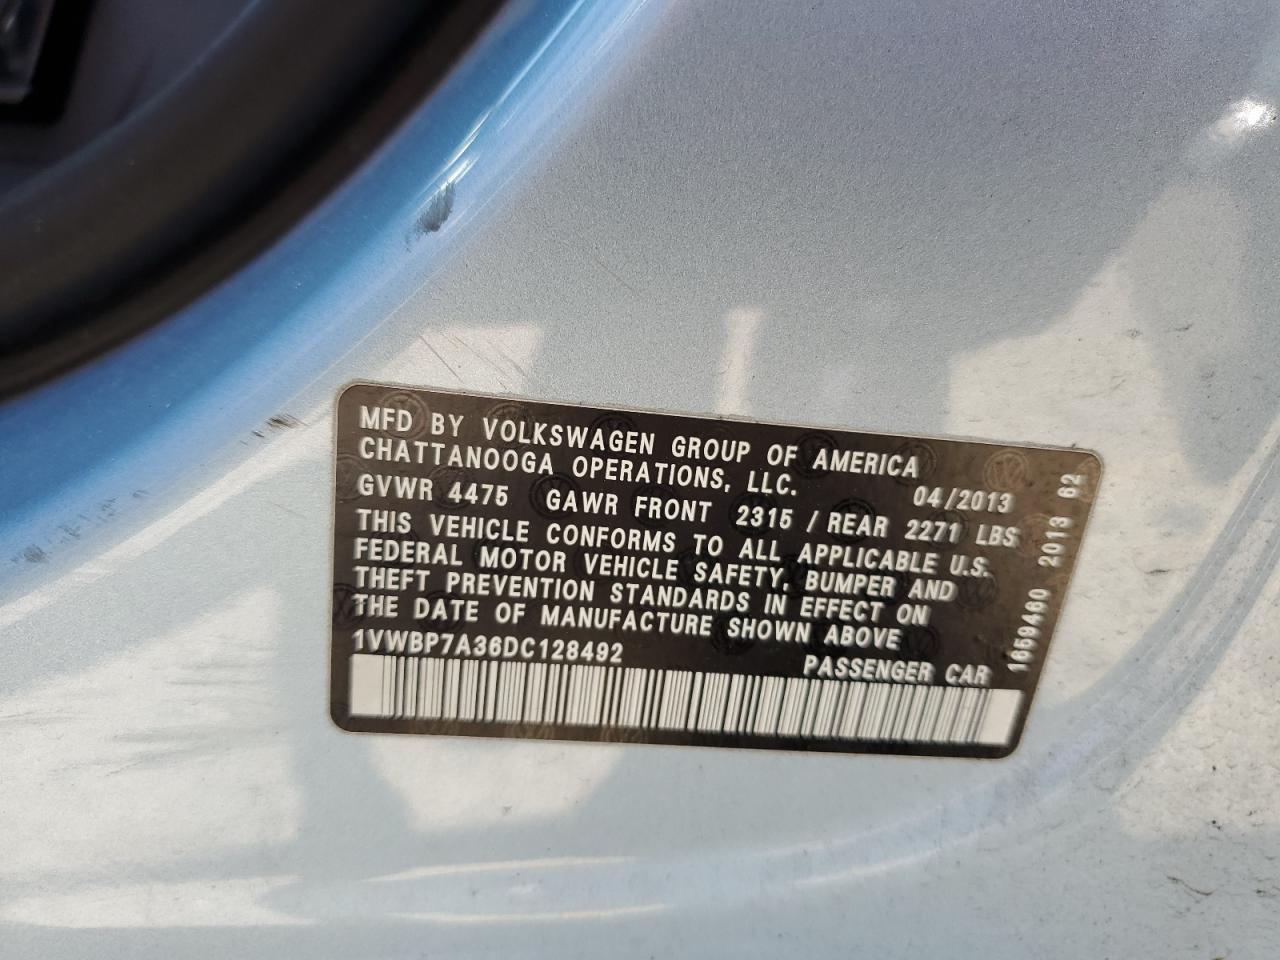 MFD BY VOLKSWAGEN GROUP OF AMERICA
CHATTANOOGA OPERATIONS, LLC. 04/2013
GVWR 4475 GAWR FRONT 2315 / REAR 2271 LBS
THIS VEHICLE CONFORMS TO ALL APPLICABLE U.S.
FEDERAL MOTOR VEHICLE SAFETY, BUMPER AND
THEFT PREVENTION STANDARDS IN EFFECT ON
THE DATE OF MANUFACTURE SHOWN ABOVE
1VWBP7A36DC128492 PASSENGER CAR
1659460 2013 62